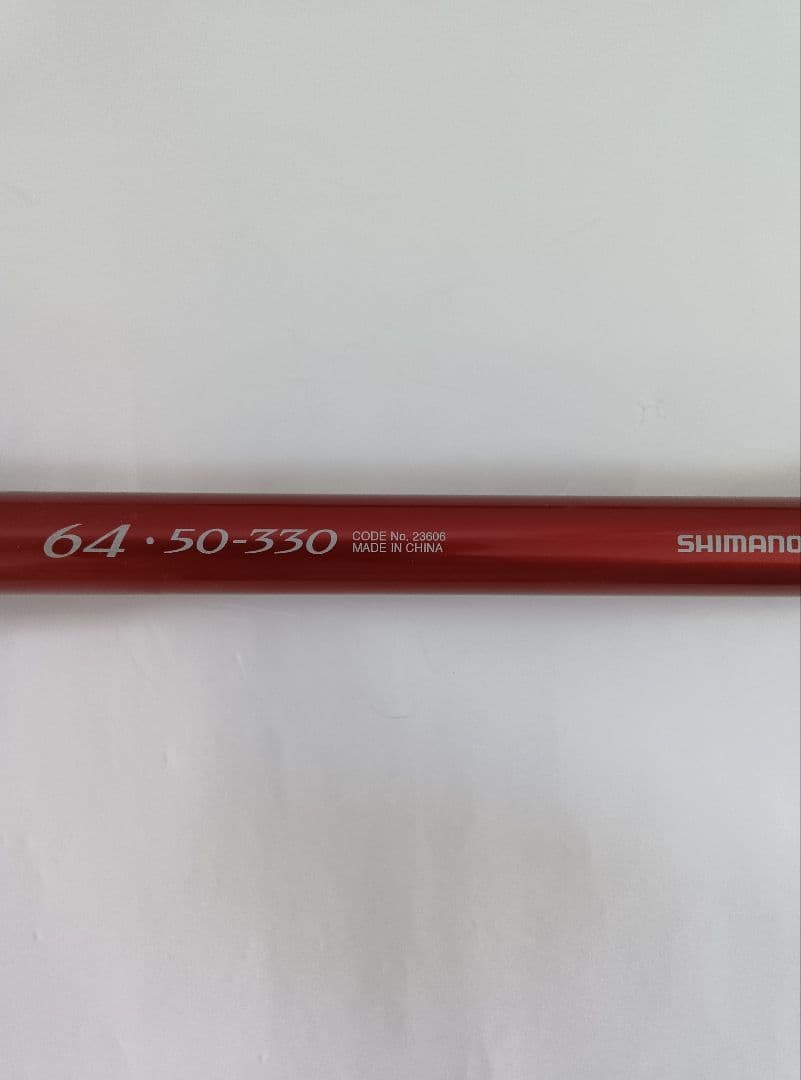 64・50-330
CODE No. 23606
MADE IN CHINA
SHIMANO